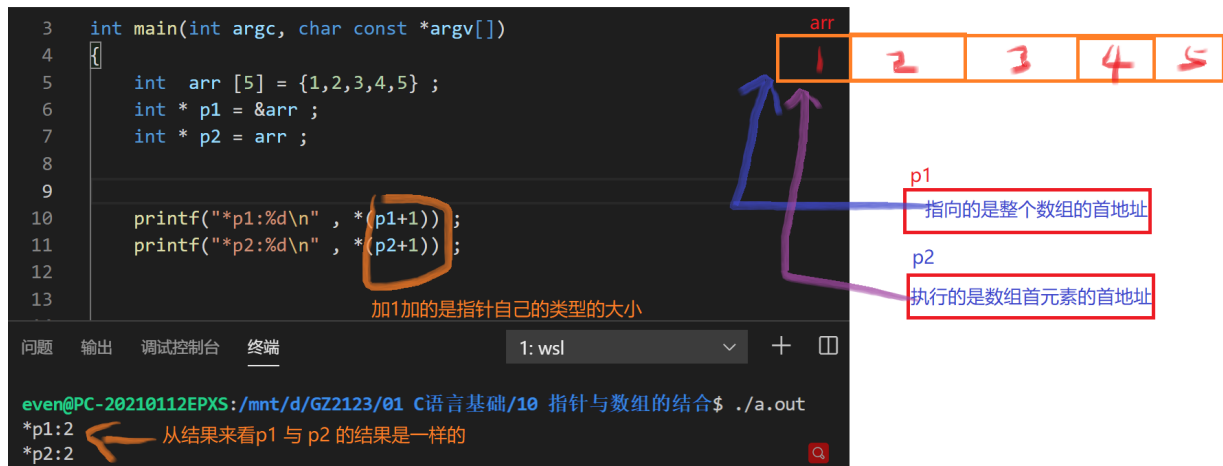 3 int main(int argc, char const *argv[])
4 {
5 int arr [5] = {1,2,3,4,5} ;
6 int * p1 = &arr ;
7 int * p2 = arr ;
8
9
10 printf("*p1:%d\n" , *(p1+1)) ;
11 printf("*p2:%d\n" , *(p2+1)) ;
12
13
加1加的是指针自己的类型的大小
arr
1 2 3 4 5
p1
指向的是整个数组的首地址
p2
执行的是数组首元素的首地址
问题 输出 调试控制台 终端 1: wsl
even@PC-20210112EPXS:/mnt/d/GZ2123/01 C语言基础/10 指针与数组的结合$ ./a.out
*p1:2
从结果来看p1 与 p2 的结果是一样的
*p2:2